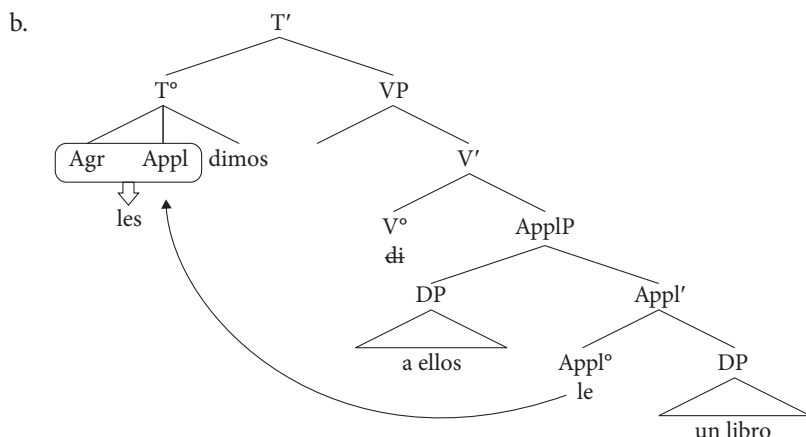 b.
T′
T° VP
Agr Appl dimos
V′
les
V° ApplP
di
DP Appl′
a ellos Appl° DP
le
un libro